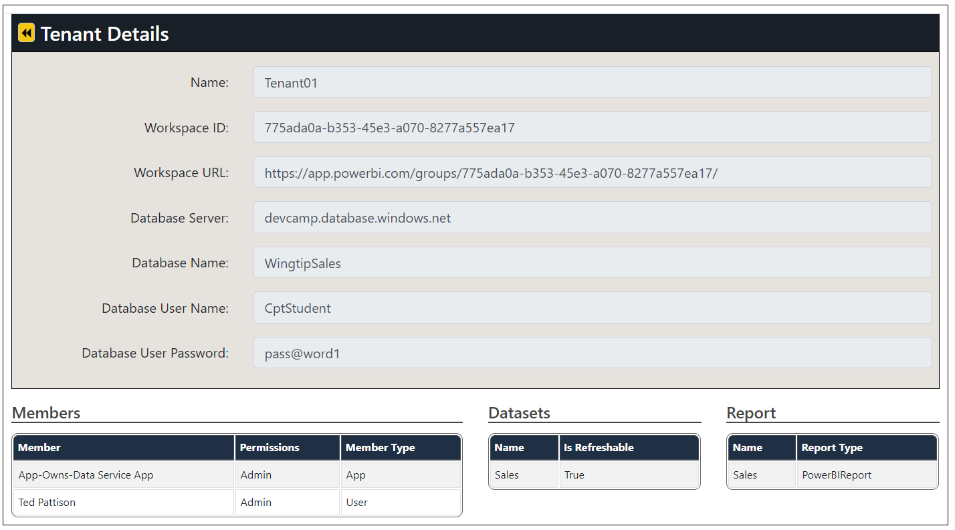 Tenant Details
Name: Tenant01
Workspace ID: 775ada0a-b353-45e3-a070-8277a557ea17
Workspace URL: https://app.powerbi.com/groups/775ada0a-b353-45e3-a070-8277a557ea17/
Database Server: devcamp.database.windows.net
Database Name: WingtipSales
Database User Name: CptStudent
Database User Password: pass@word1
Members Datasets Report
Member Permissions Member Type Name Is Refreshable Name Report Type
App-Owns-Data Service App Admin App Sales True Sales PowerBIReport
Ted Pattison Admin User